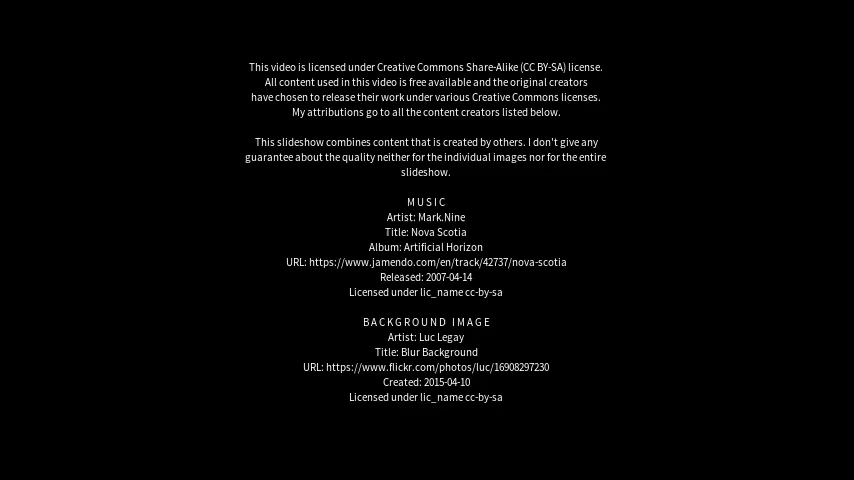 This video is licensed under Creative Commons Share-Alike (CC BY-SA) license.
All content used in this video is free available and the original creators
have chosen to release their work under various Creative Commons licenses.
My attributions go to all the content creators listed below.
This slideshow combines content that is created by others. I don't give any
guarantee about the quality neither for the individual images nor for the entire
slideshow.
MUSIC
Artist: Mark.Nine
Title: Nova Scotia
Album: Artificial Horizon
URL: https://www.jamendo.com/en/track/42737/nova-scotia
Released: 2007-04-14
Licensed under lic_name cc-by-sa
BACKGROUND IMAGE
Artist: Luc Legay
Title: Blur Background
URL: https://www.flickr.com/photos/luc/16908297230
Created: 2015-04-10
Licensed under lic_name cc-by-sa